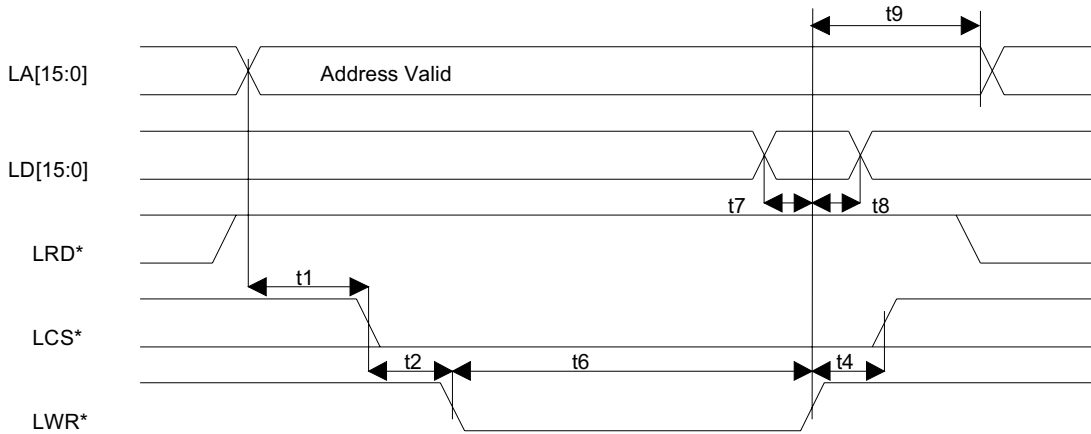 t9
LA[15:0]
Address Valid
LD[15:0]
t7
t8
LRD*
t1
LCS*
t2
t6
t4
LWR*